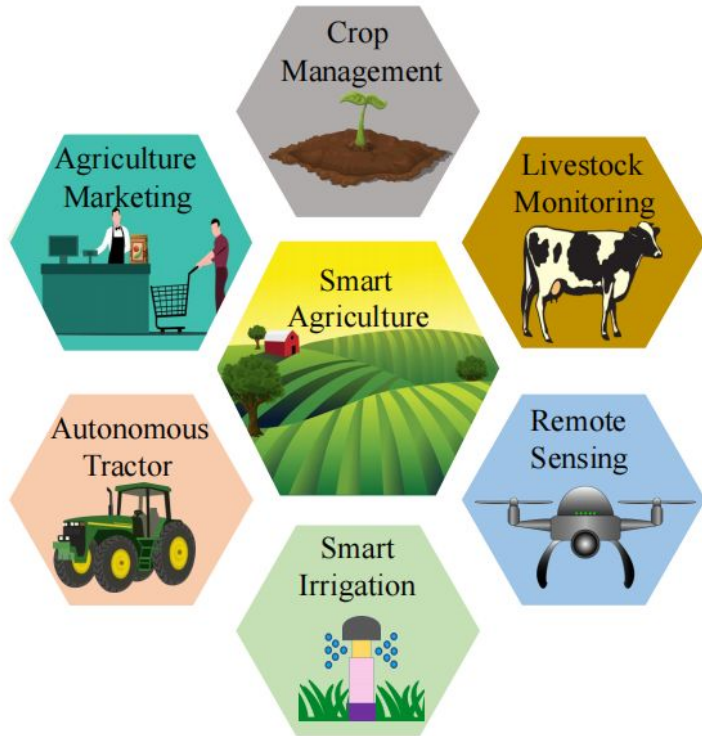 Crop
Management
Agriculture
Marketing
Livestock
Monitoring
Smart
Agriculture
Autonomous
Tractor
Remote
Sensing
Smart
Irrigation